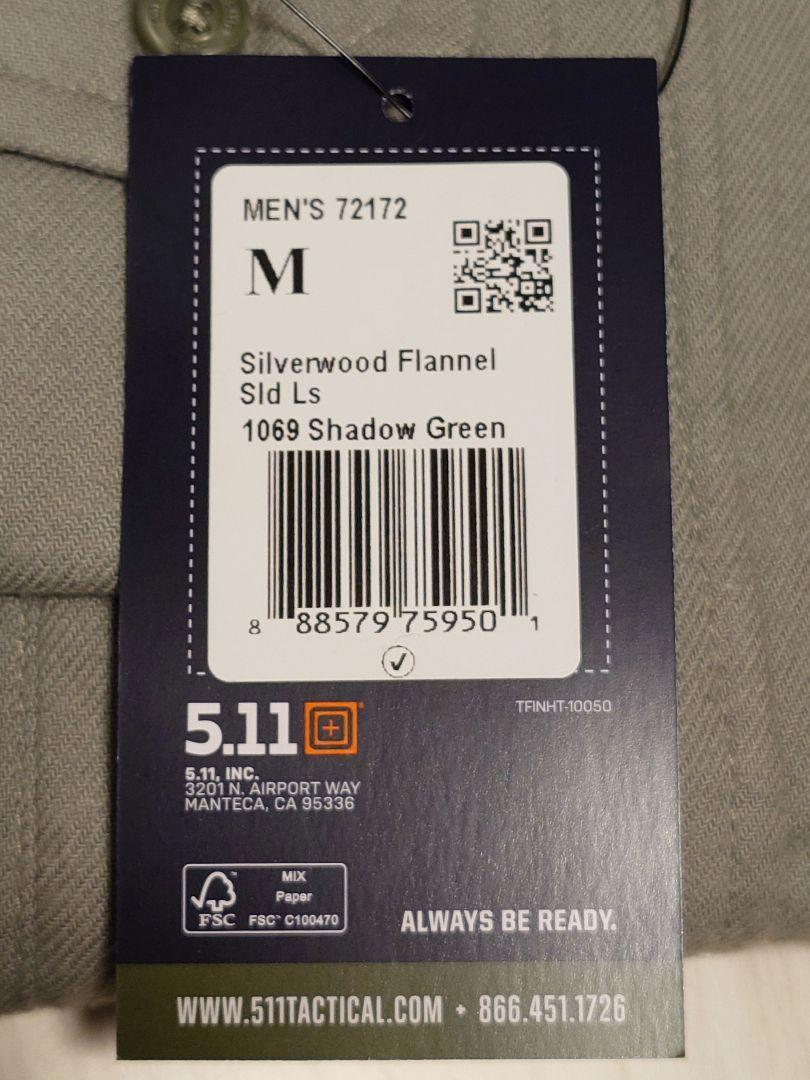 MEN'S 72172
M
Silverwood Flannel
Sld Ls
1069 Shadow Green
8 88579 75950 1
5.11
TFINHT-10050
5.11, INC.
3201 N. AIRPORT WAY
MANTECA, CA 95336
MIX
Paper
FSC™ C100470
FSC™
ALWAYS BE READY.
WWW.511TACTICAL.COM • 866.451.1726